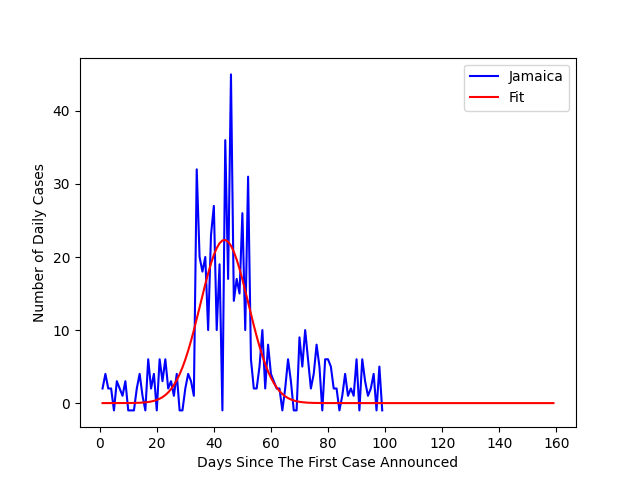 Jamaica
Fit
Number of Daily Cases
40
30
20
10
0
0 20 40 60 80 100 120 140 160
Days Since The First Case Announced